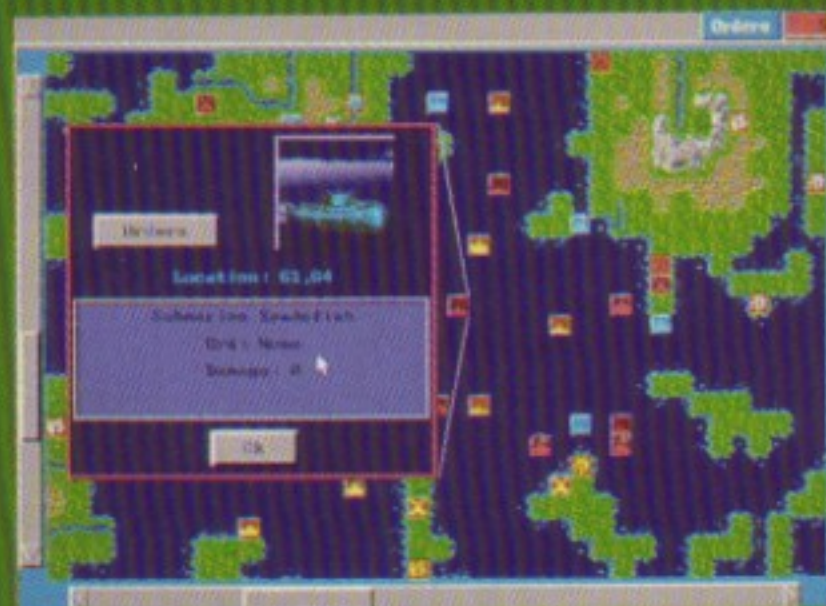 Orders
Orders
Location: 61,04
Submarine
Ord: None
Damage: 0
Ok